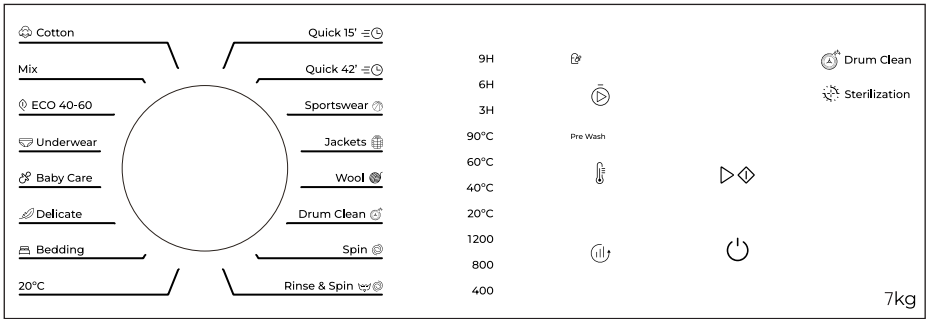 Cotton
Mix
ECO 40-60
Underwear
Baby Care
Delicate
Bedding
20°C
Quick 15'
Quick 42'
Sportswear
Jackets
Wool
Drum Clean
Spin
Rinse & Spin
9H
6H
3H
90°C
60°C
40°C
20°C
1200
800
400
Pre Wash
Drum Clean
Sterilization
7kg